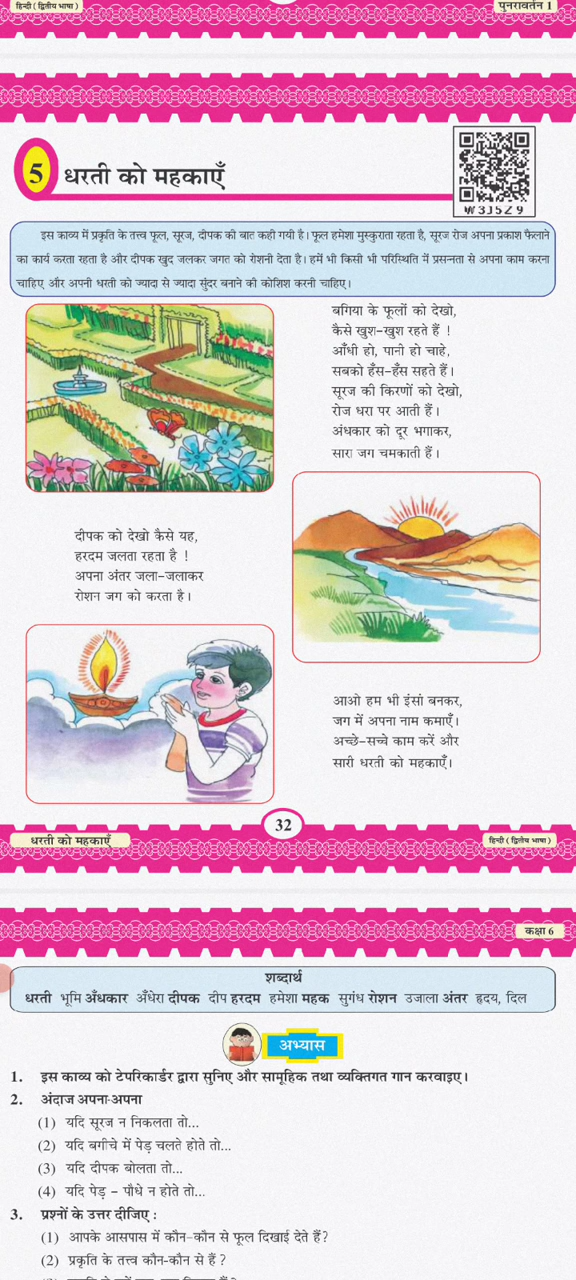 हिन्दी ( द्वितीय भाषा )
पुनरावर्तन 1
5 धरती को महकाएँ
W3J5Z9
इस काव्य में प्रकृति के तत्त्व फूल, सूरज, दीपक की बात कही गयी है। फूल हमेशा मुस्कुराता रहता है, सूरज रोज अपना प्रकाश फैलाने
का कार्य करता रहता है और दीपक खुद जलकर जगत को रोशनी देता है। हमें भी किसी भी परिस्थिति में प्रसन्नता से अपना काम करना
चाहिए और अपनी धरती को ज्यादा से ज्यादा सुंदर बनाने की कोशिश करनी चाहिए।
बगिया के फूलों को देखो,
कैसे खुश-खुश रहते हैं !
आँधी हो, पानी हो चाहे,
सबको हँस-हँस सहते हैं।
सूरज की किरणों को देखो,
रोज धरा पर आती हैं।
अंधकार को दूर भगाकर,
सारा जग चमकाती हैं।
दीपक को देखो कैसे यह,
हरदम जलता रहता है !
अपना अंतर जला-जलाकर
रोशन जग को करता है।
आओ हम भी इंसां बनकर,
जग में अपना नाम कमाएँ।
अच्छे-सच्चे काम करें और
सारी धरती को महकाएँ।
32
धरती को महकाएँ
हिन्दी ( द्वितीय भाषा )
कक्षा 6
शब्दार्थ
धरती भूमि अँधकार अँधेरा दीपक दीप हरदम हमेशा महक सुगंध रोशन उजाला अंतर हृदय, दिल
अभ्यास
1. इस काव्य को टेपरिकार्डर द्वारा सुनिए और सामूहिक तथा व्यक्तिगत गान करवाइए।
2. अंदाज अपना-अपना
(1) यदि सूरज न निकलता तो...
(2) यदि बगीचे में पेड़ चलते होते तो...
(3) यदि दीपक बोलता तो...
(4) यदि पेड़ - पौधे न होते तो...
3. प्रश्नों के उत्तर दीजिए :
(1) आपके आसपास में कौन-कौन से फूल दिखाई देते हैं?
(2) प्रकृति के तत्त्व कौन-कौन से हैं ?